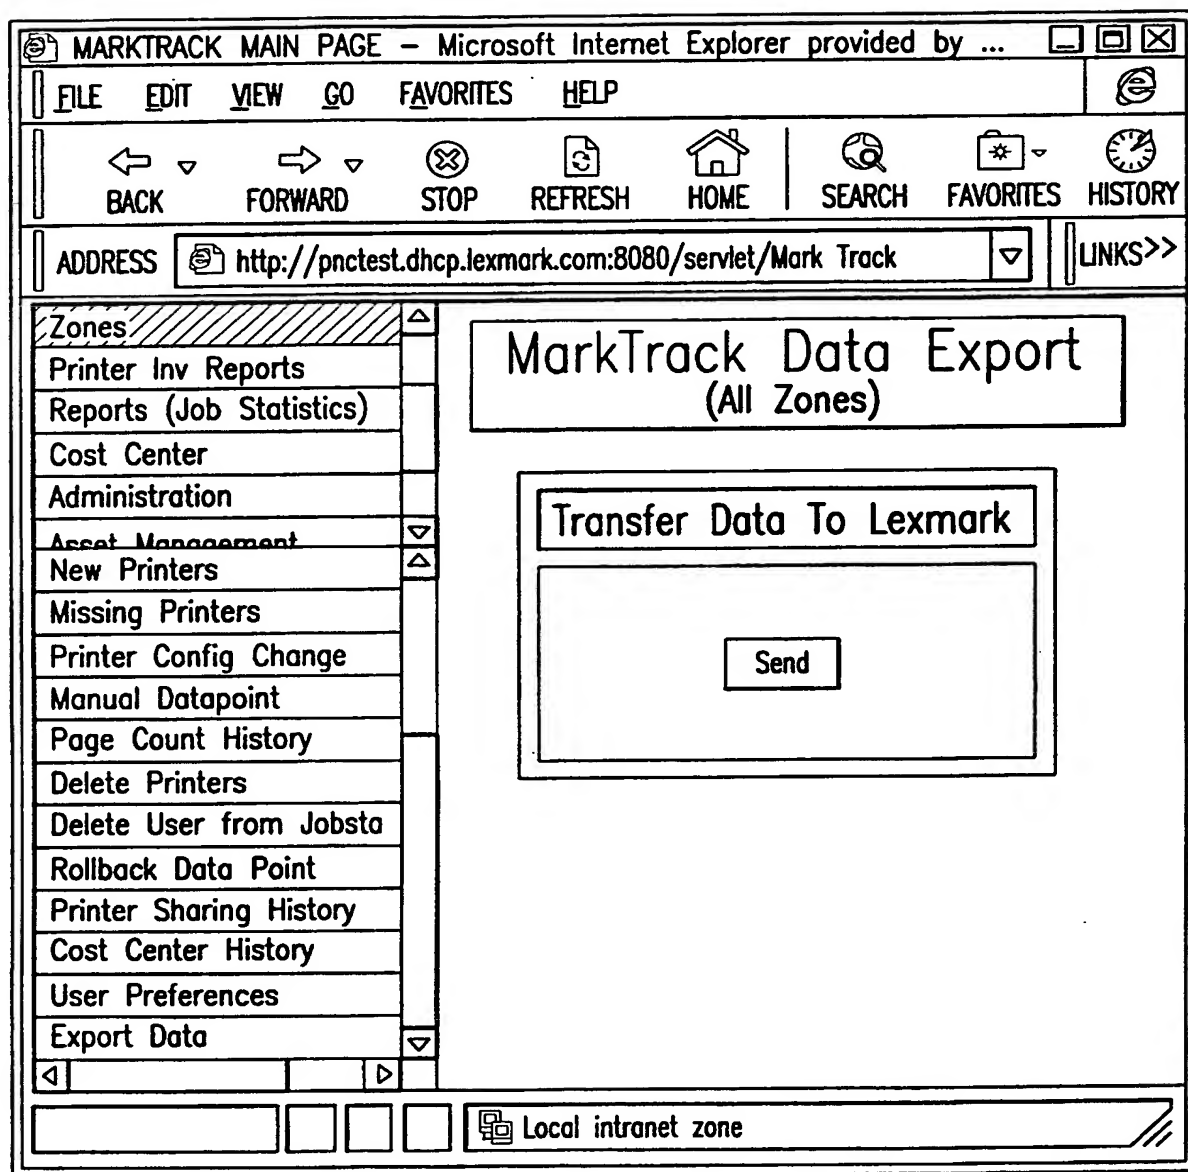 MARKTRACK MAIN PAGE – Microsoft Internet Explorer provided by ...
FILE EDIT VIEW GO FAVORITES HELP
BACK FORWARD STOP REFRESH HOME SEARCH FAVORITES HISTORY
ADDRESS http://pnctest.dhcp.lexmark.com:8080/servlet/Mark Track LINKS>>
Zones
Printer Inv Reports
Reports (Job Statistics)
Cost Center
Administration
Asset Management
New Printers
Missing Printers
Printer Config Change
Manual Datapoint
Page Count History
Delete Printers
Delete User from Jobsta
Rollback Data Point
Printer Sharing History
Cost Center History
User Preferences
Export Data
MarkTrack Data Export
(All Zones)
Transfer Data To Lexmark
Send
Local intranet zone